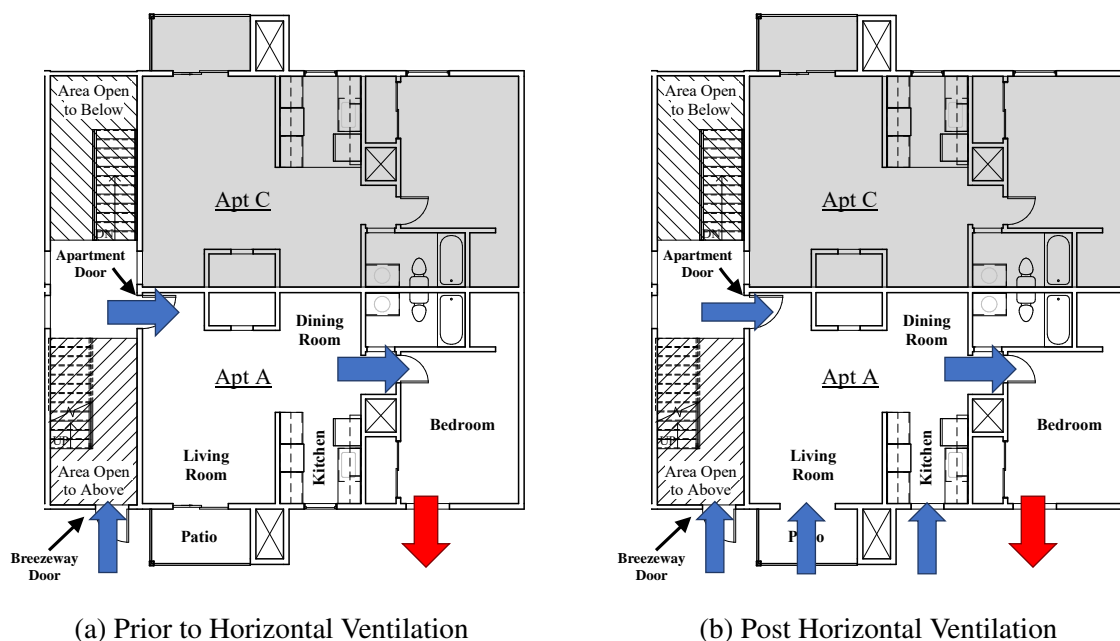 Area Open
to Below
DN
Apt C
Apartment
Door
Dining
Room
Apt A
Bedroom
Kitchen
Living
Room
UP
Area Open
to Above
Patio
Breezeway
Door
(a) Prior to Horizontal Ventilation
Area Open
to Below
DN
Apt C
Apartment
Door
Dining
Room
Apt A
Bedroom
Kitchen
Living
Room
UP
Area Open
to Above
Patio
Breezeway
Door
(b) Post Horizontal Ventilation